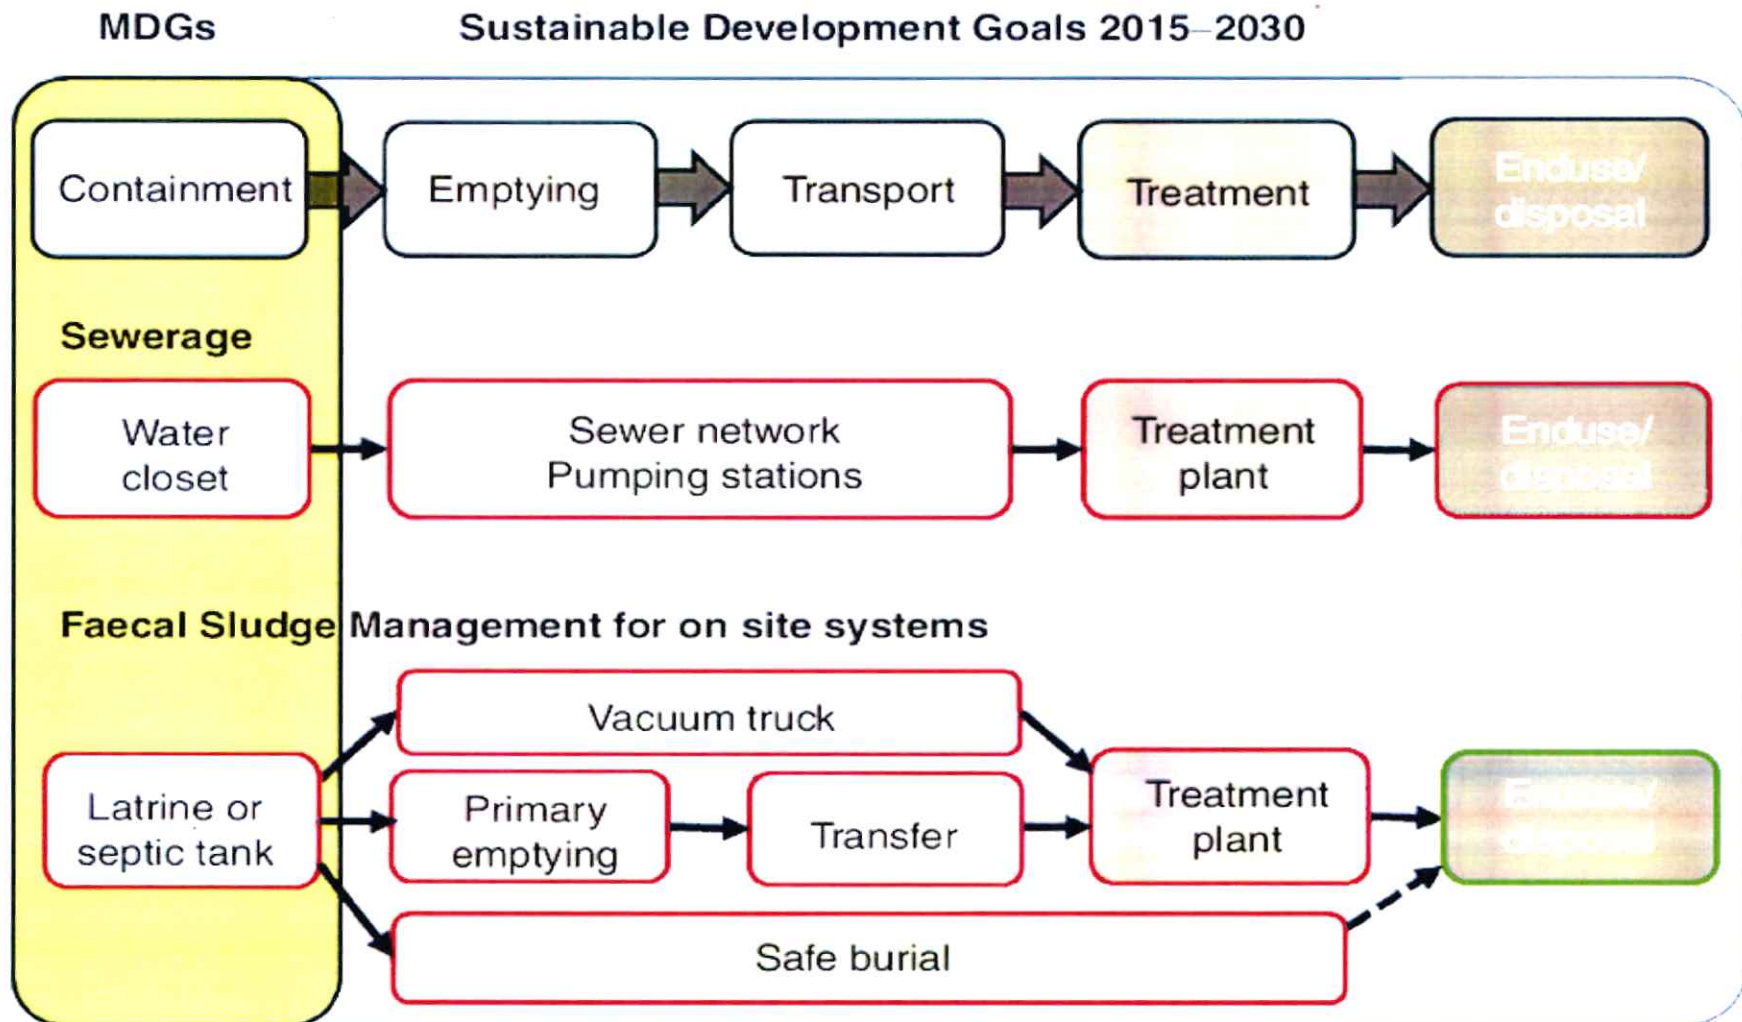 MDGs
Sustainable Development Goals 2015–2030
Containment
Emptying
Transport
Treatment
Enduse/
disposal
Sewerage
Water
closet
Sewer network
Pumping stations
Treatment
plant
Enduse/
disposal
Faecal Sludge Management for on site systems
Vacuum truck
Latrine or
septic tank
Primary
emptying
Transfer
Treatment
plant
Enduse/
disposal
Safe burial